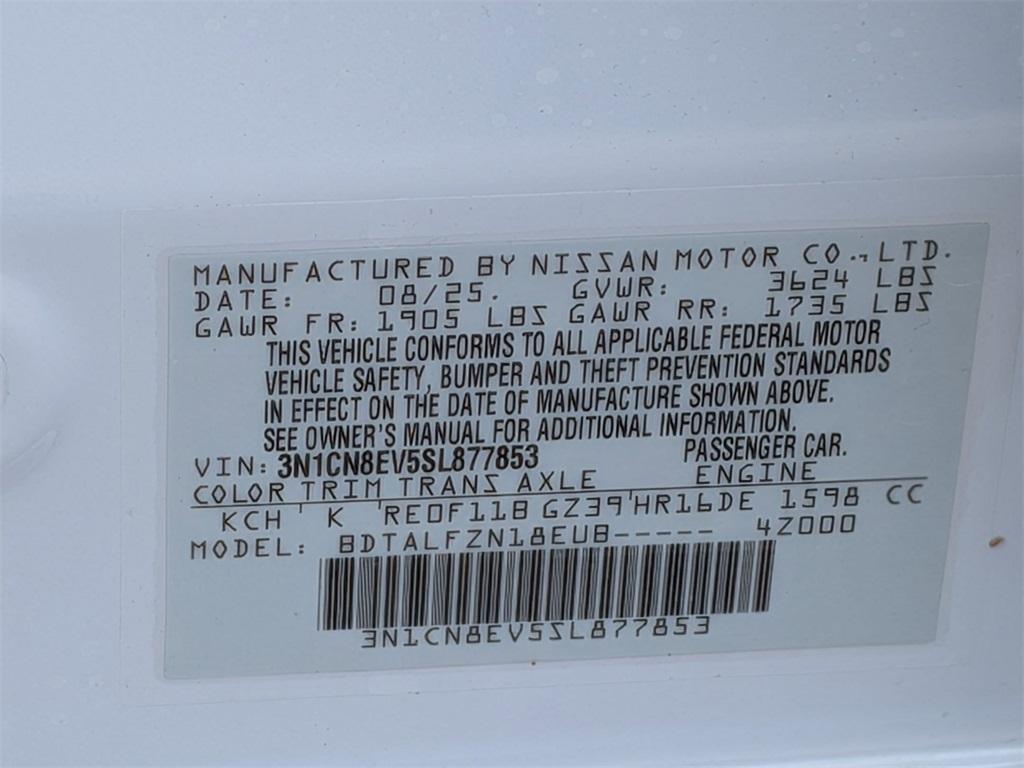 MANUFACTURED BY NISSAN MOTOR CO., LTD.
DATE: 08/25. GVWR: 3624 LBS
GAWR FR: 1905 LBS GAWR RR: 1735 LBS
THIS VEHICLE CONFORMS TO ALL APPLICABLE FEDERAL MOTOR
VEHICLE SAFETY, BUMPER AND THEFT PREVENTION STANDARDS
IN EFFECT ON THE DATE OF MANUFACTURE SHOWN ABOVE.
SEE OWNER'S MANUAL FOR ADDITIONAL INFORMATION.
VIN: 3N1CN8EV5SL877853 PASSENGER CAR.
COLOR TRIM TRANS AXLE ENGINE
KCH ' K 'RE0F11B GZ39'HR16DE 1598 CC
MODEL: BDTALFZN18EUB----- 4Z000
3N1CN8EV5SL877853